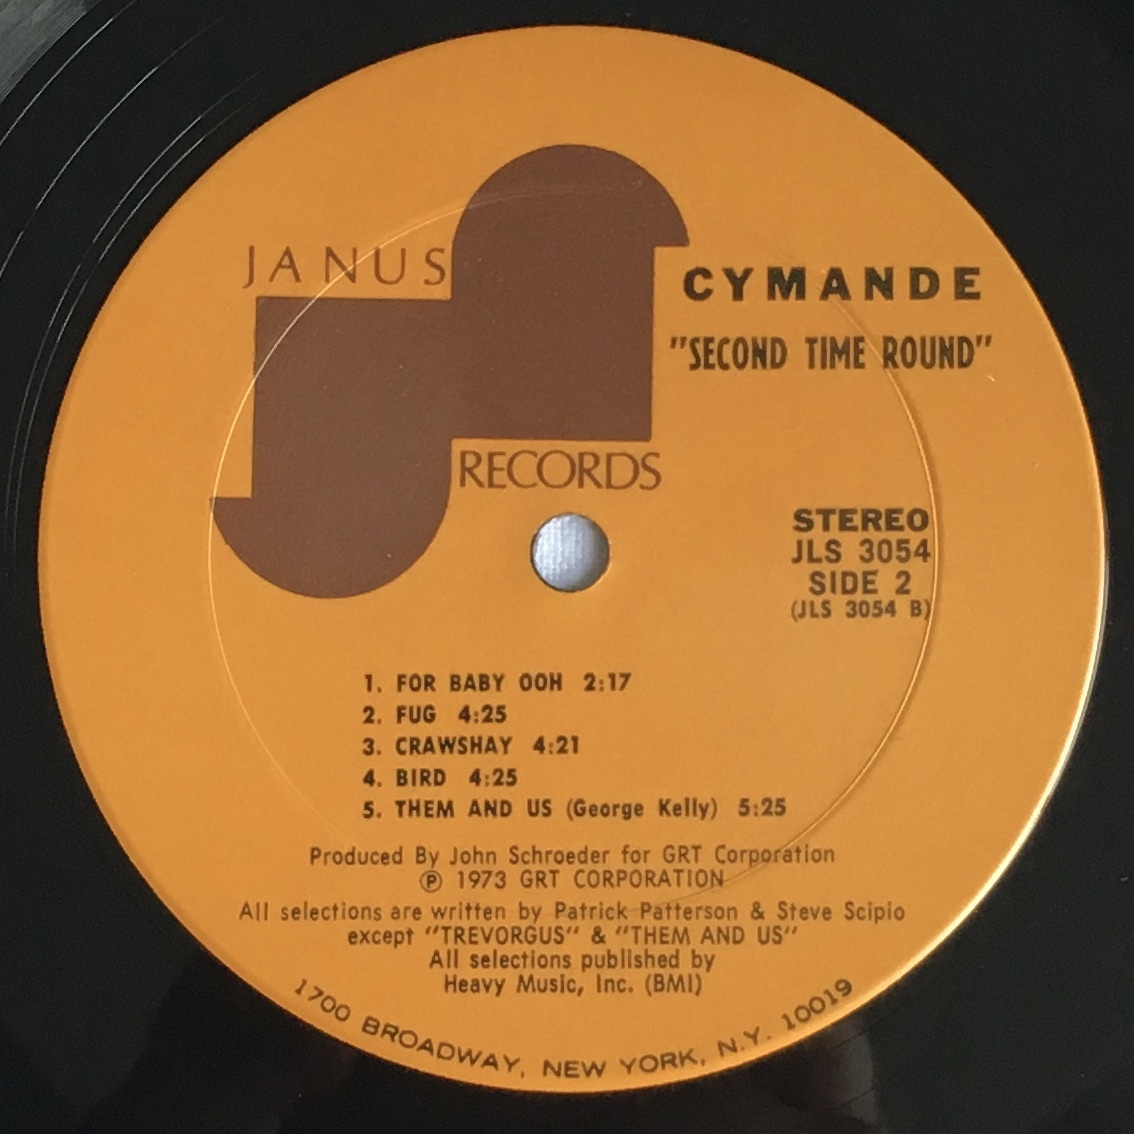 JANUS
RECORDS
CYMANDE
"SECOND TIME ROUND"
STEREO
JLS 3054
SIDE 2
(JLS 3054 B)
1. FOR BABY OOH 2:17
2. FUG 4:25
3. CRAWSHAY 4:21
4. BIRD 4:25
5. THEM AND US (George Kelly) 5:25
Produced By John Schroeder for GRT Corporation
℗ 1973 GRT CORPORATION
All selections are written by Patrick Patterson & Steve Scipio
except "TREVORGUS" & "THEM AND US"
All selections published by
Heavy Music, Inc. (BMI)
1700 BROADWAY, NEW YORK, N.Y. 10019